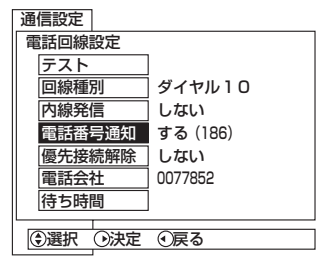 通信設定
電話回線設定
テスト
回線種別 ダイヤル10
内線発信 しない
電話番号通知 する (186)
優先接続解除 しない
電話会社 0077852
待ち時間
選択 決定 戻る